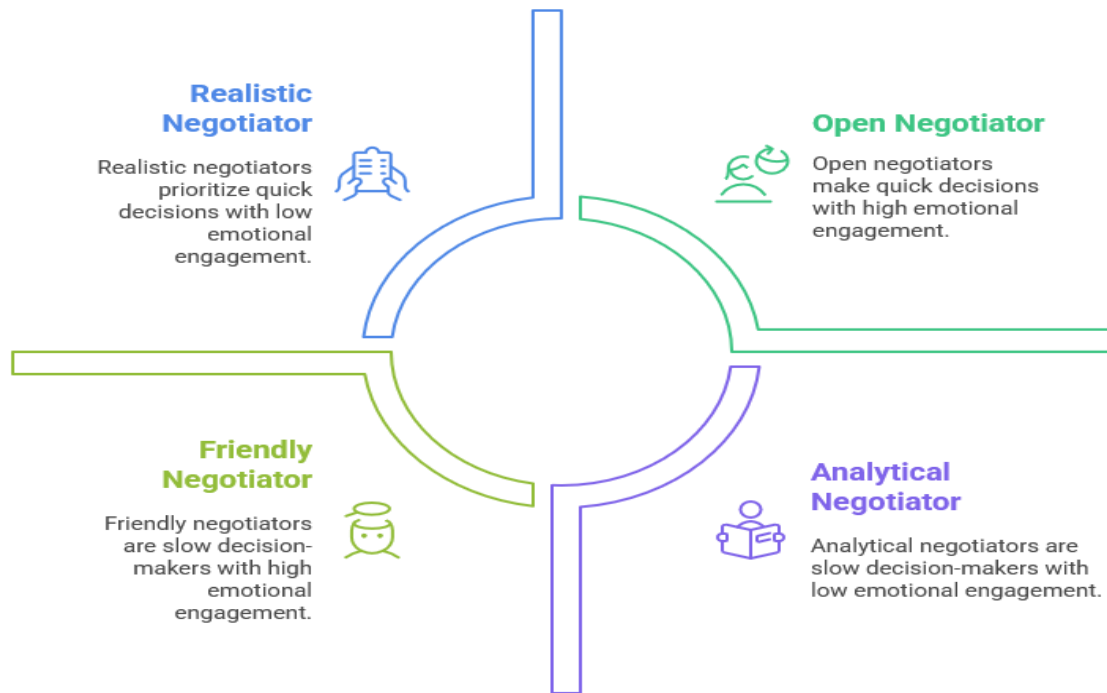 Realistic
Negotiator
Realistic negotiators
prioritize quick
decisions with low
emotional
engagement.
Open Negotiator
Open negotiators
make quick decisions
with high emotional
engagement.
Friendly
Negotiator
Friendly negotiators
are slow decision-
makers with high
emotional
engagement.
Analytical
Negotiator
Analytical negotiators are
slow decision-makers with
low emotional engagement.